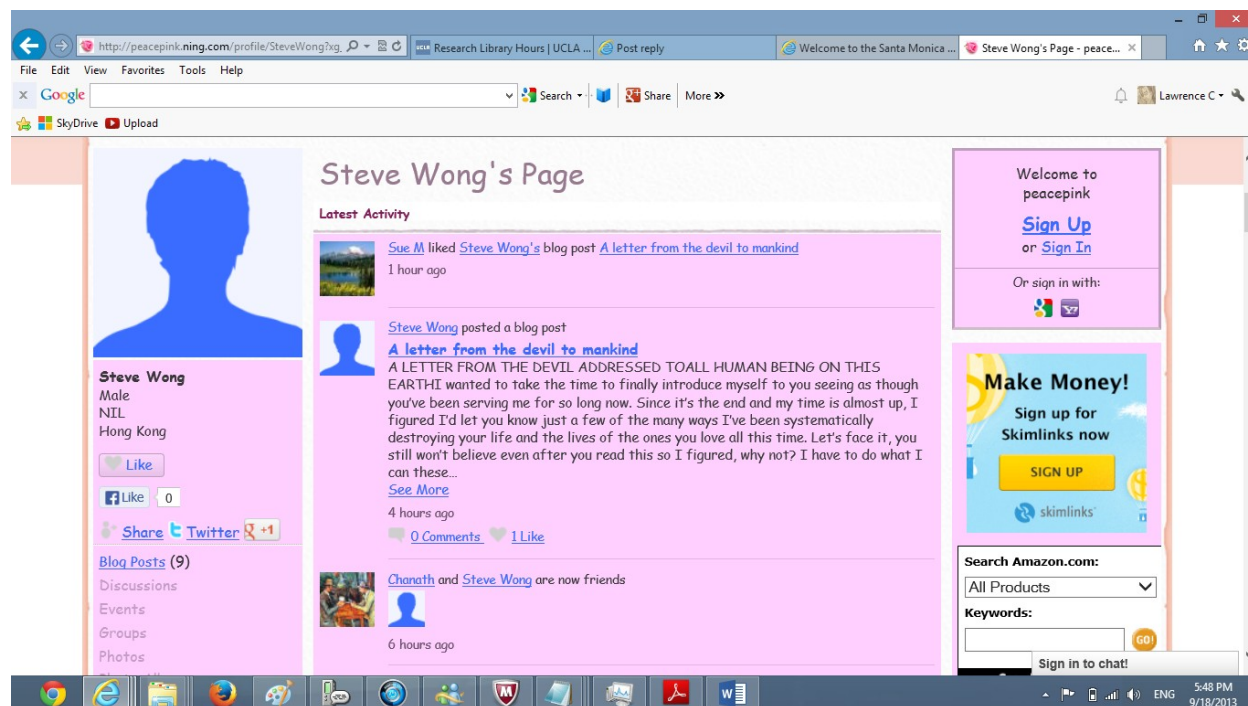 http://peacepink.ning.com/profile/SteveWong?xg_
Research Library Hours | UCLA ...
Post reply
Welcome to the Santa Monica ...
Steve Wong's Page - peace...
File Edit View Favorites Tools Help
Google
Search
Share
More »
Lawrence C
SkyDrive
Upload
Steve Wong
Male
NIL
Hong Kong
Like
Like 0
Share Twitter +1
Blog Posts (9)
Discussions
Events
Groups
Photos
Steve Wong's Page
Latest Activity
Sue M liked Steve Wong's blog post A letter from the devil to mankind
1 hour ago
Steve Wong posted a blog post
A letter from the devil to mankind
A LETTER FROM THE DEVIL ADDRESSED TOALL HUMAN BEING ON THIS
EARTHI wanted to take the time to finally introduce myself to you seeing as though
you've been serving me for so long now. Since it's the end and my time is almost up, I
figured I'd let you know just a few of the many ways I've been systematically
destroying your life and the lives of the ones you love all this time. Let's face it, you
still won't believe even after you read this so I figured, why not? I have to do what I
can these...
See More
4 hours ago
0 Comments 1 Like
Chanath and Steve Wong are now friends
6 hours ago
Welcome to
peacepink
Sign Up
or Sign In
Or sign in with:
Make Money!
Sign up for
Skimlinks now
SIGN UP
skimlinks
Search Amazon.com:
All Products
Keywords:
GO!
Sign in to chat!
ENG
5:48 PM
9/18/2013